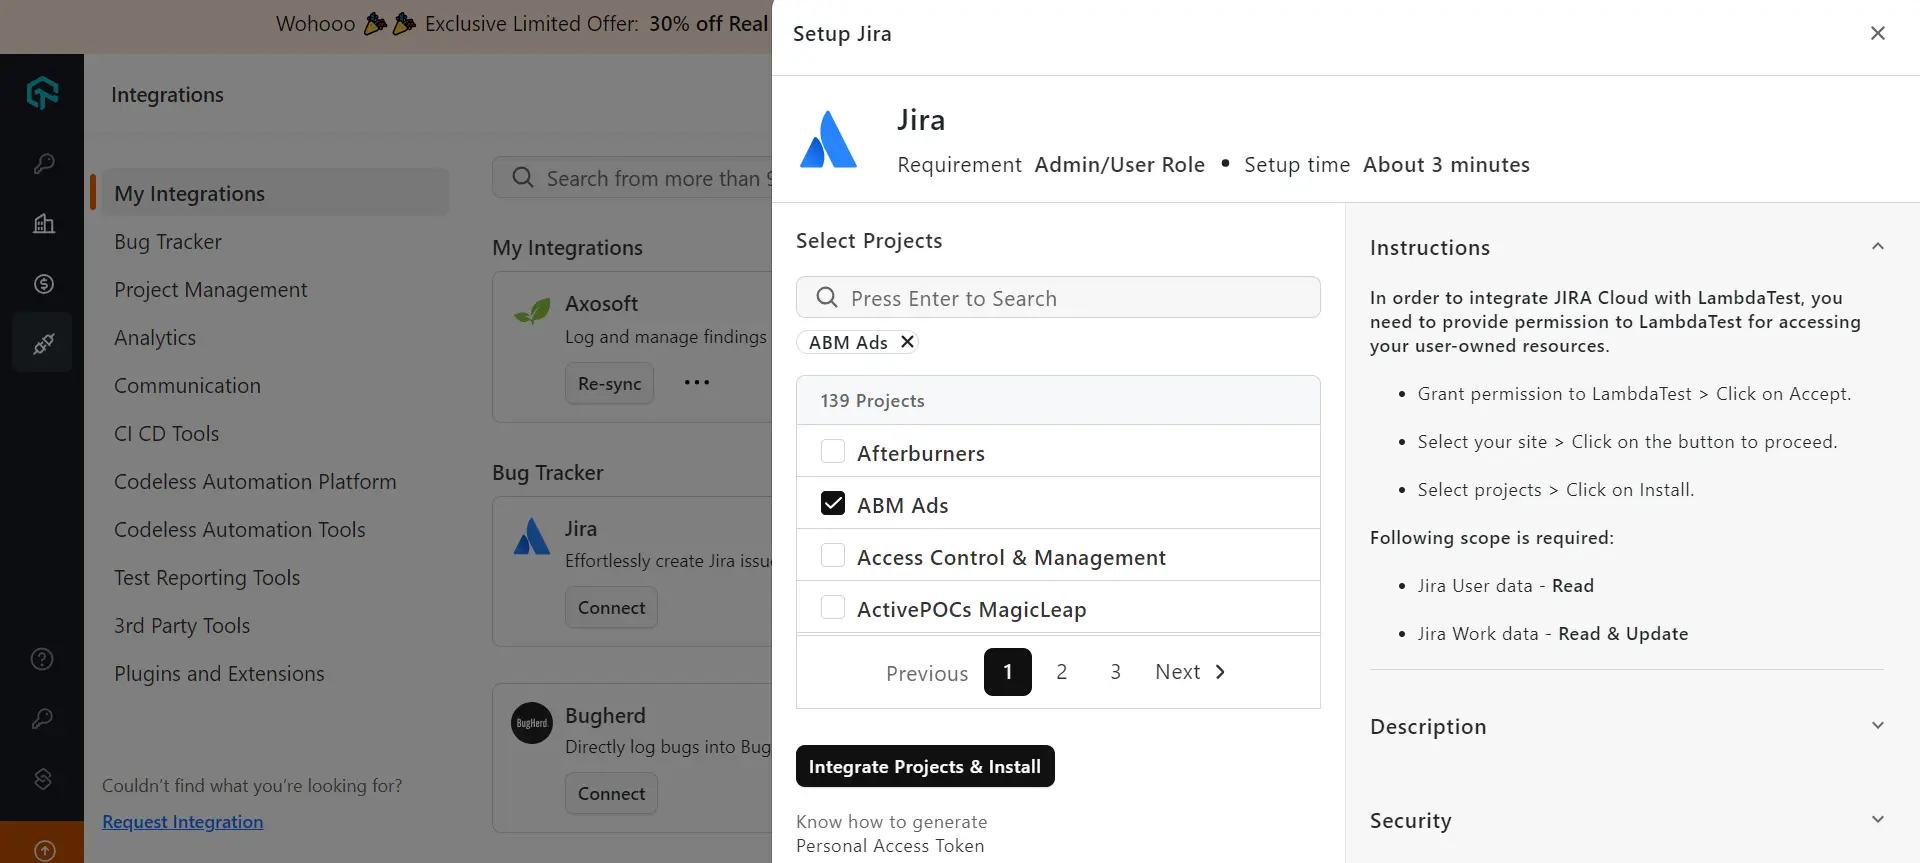 Wohooo 🎉 🎉 Exclusive Limited Offer: 30% off Real
Integrations
My Integrations
Bug Tracker
Project Management
Analytics
Communication
CI CD Tools
Codeless Automation Platform
Codeless Automation Tools
Test Reporting Tools
3rd Party Tools
Plugins and Extensions
Couldn't find what you're looking for?
Request Integration
Search from more than 9
My Integrations
Axosoft
Log and manage findings
Re-sync
Bug Tracker
Jira
Effortlessly create Jira issu
Connect
BugHerd
Bugherd
Directly log bugs into Bug
Connect
Setup Jira
Jira
Requirement Admin/User Role • Setup time About 3 minutes
Select Projects
Press Enter to Search
ABM Ads
139 Projects
Afterburners
ABM Ads
Access Control & Management
ActivePOCs MagicLeap
Previous 1 2 3 Next
Integrate Projects & Install
Know how to generate
Personal Access Token
Instructions
In order to integrate JIRA Cloud with LambdaTest, you
need to provide permission to LambdaTest for accessing
your user-owned resources.
• Grant permission to LambdaTest > Click on Accept.
• Select your site > Click on the button to proceed.
• Select projects > Click on Install.
Following scope is required:
• Jira User data - Read
• Jira Work data - Read & Update
Description
Security